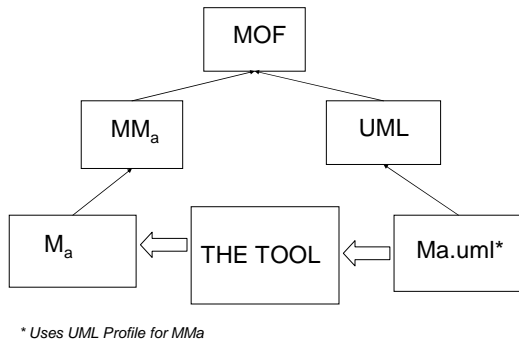 MOF
MMa
UML
Ma
THE TOOL
Ma.uml*
* Uses UML Profile for MMa